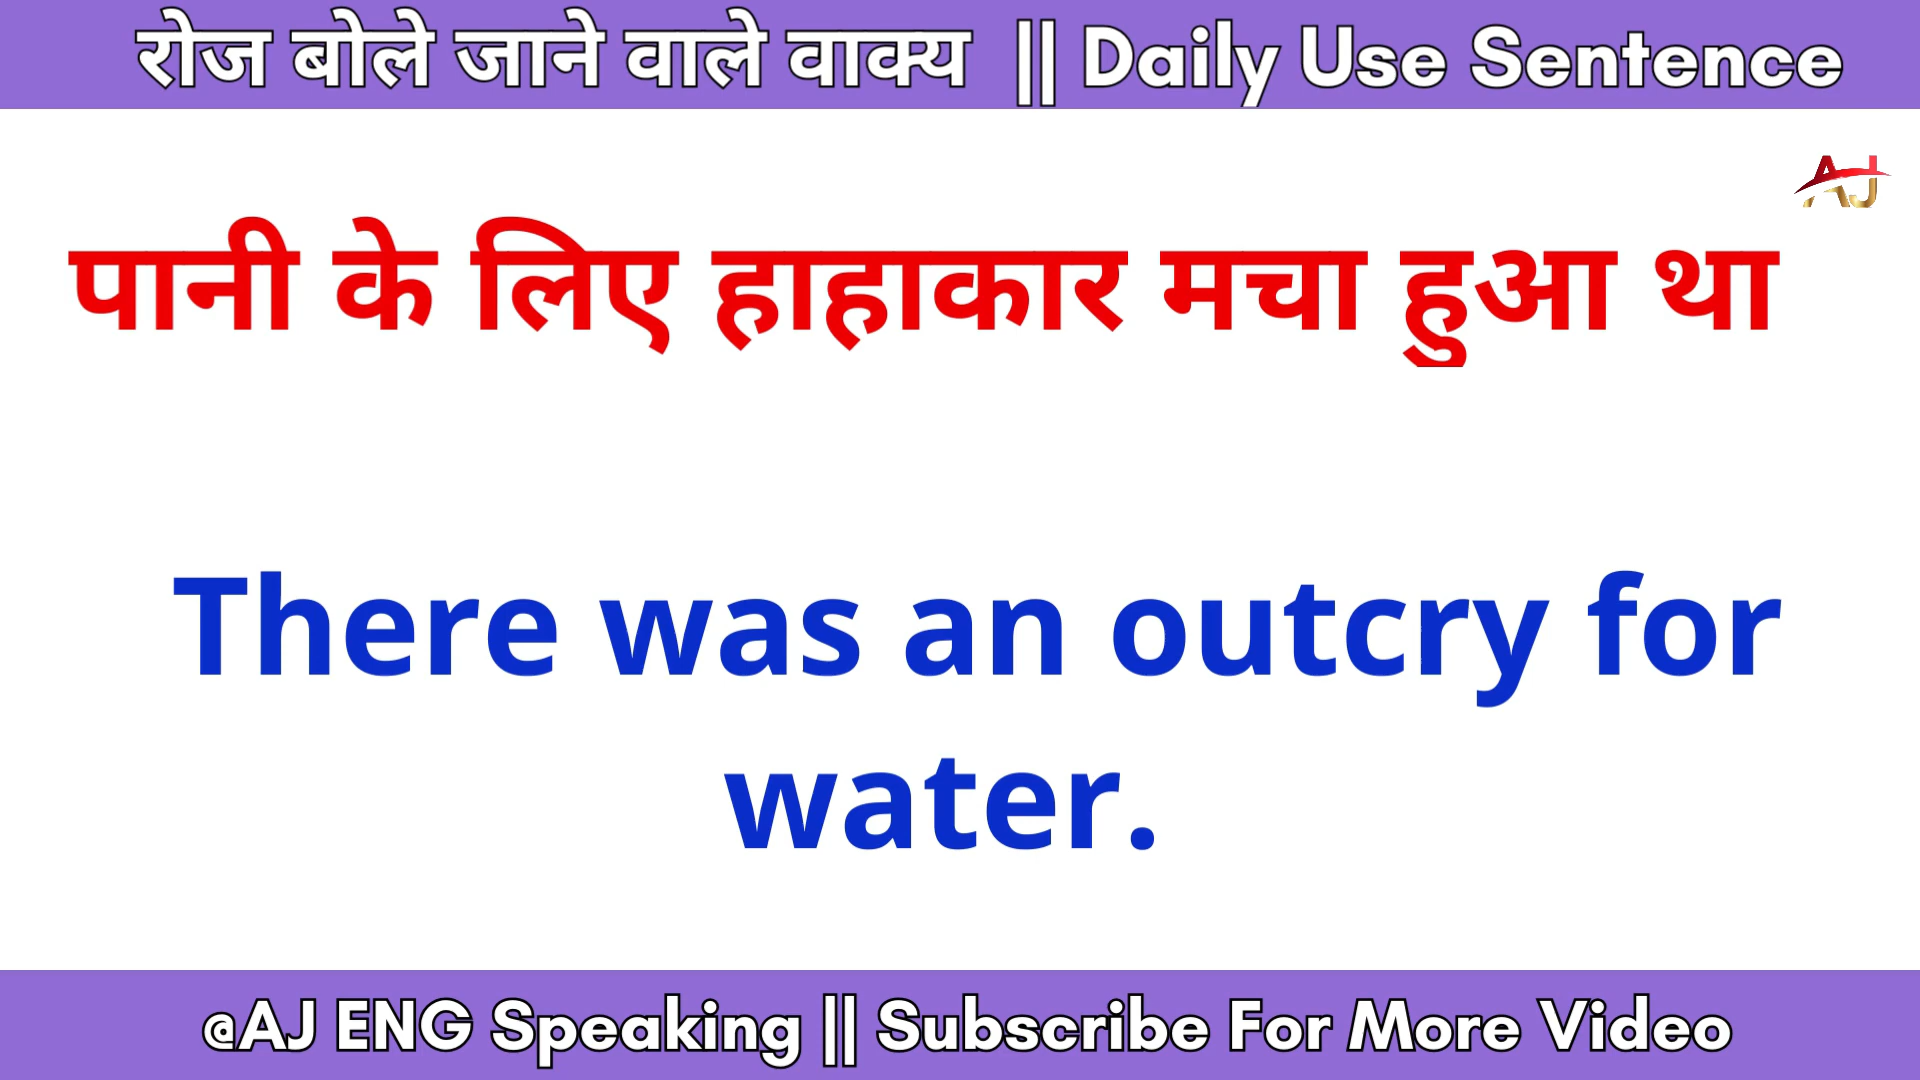 रोज बोले जाने वाले वाक्य || Daily Use Sentence
AJ
पानी के लिए हाहाकार मचा हुआ था
There was an outcry for
water.
@AJ ENG Speaking || Subscribe For More Video